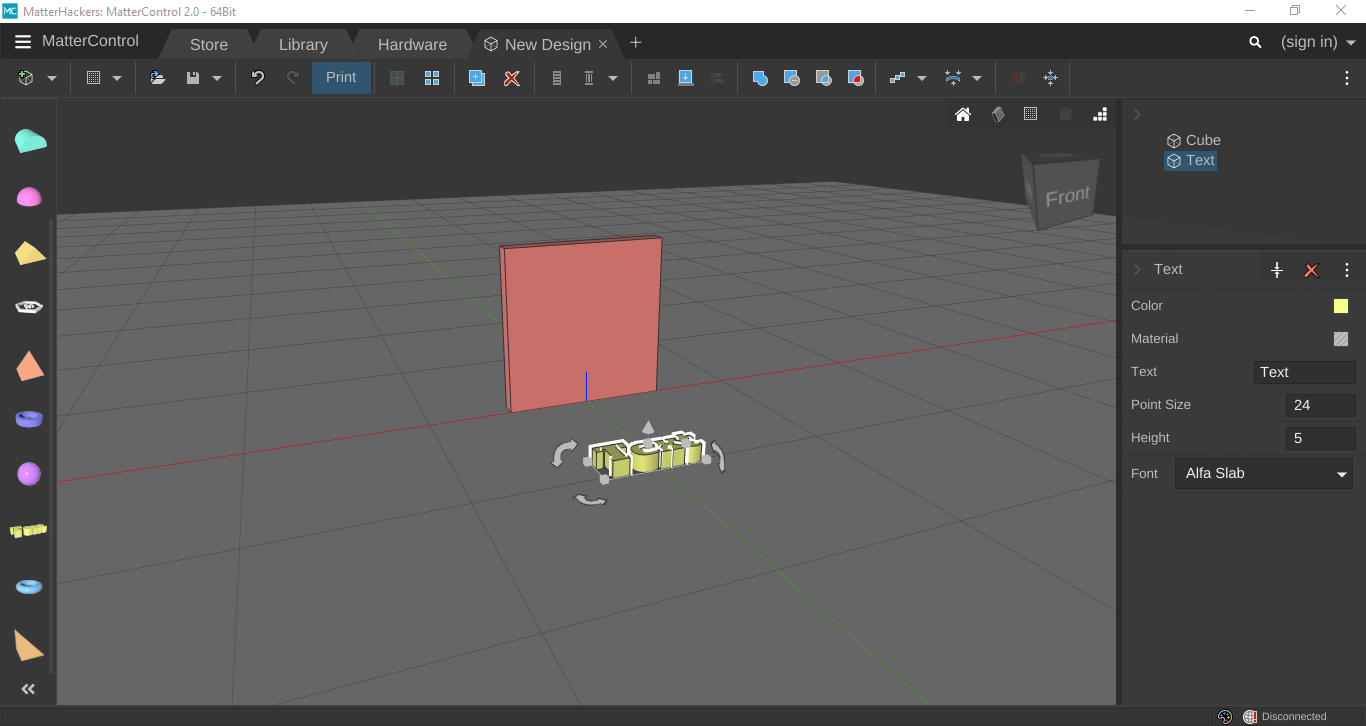 MatterHackers: MatterControl 2.0 - 64Bit
MatterControl
Store
Library
Hardware
New Design
(sign in)
Print
Cube
Text
Front
Text
Color
Material
Text Text
Point Size 24
Height 5
Font Alfa Slab
Text
Disconnected